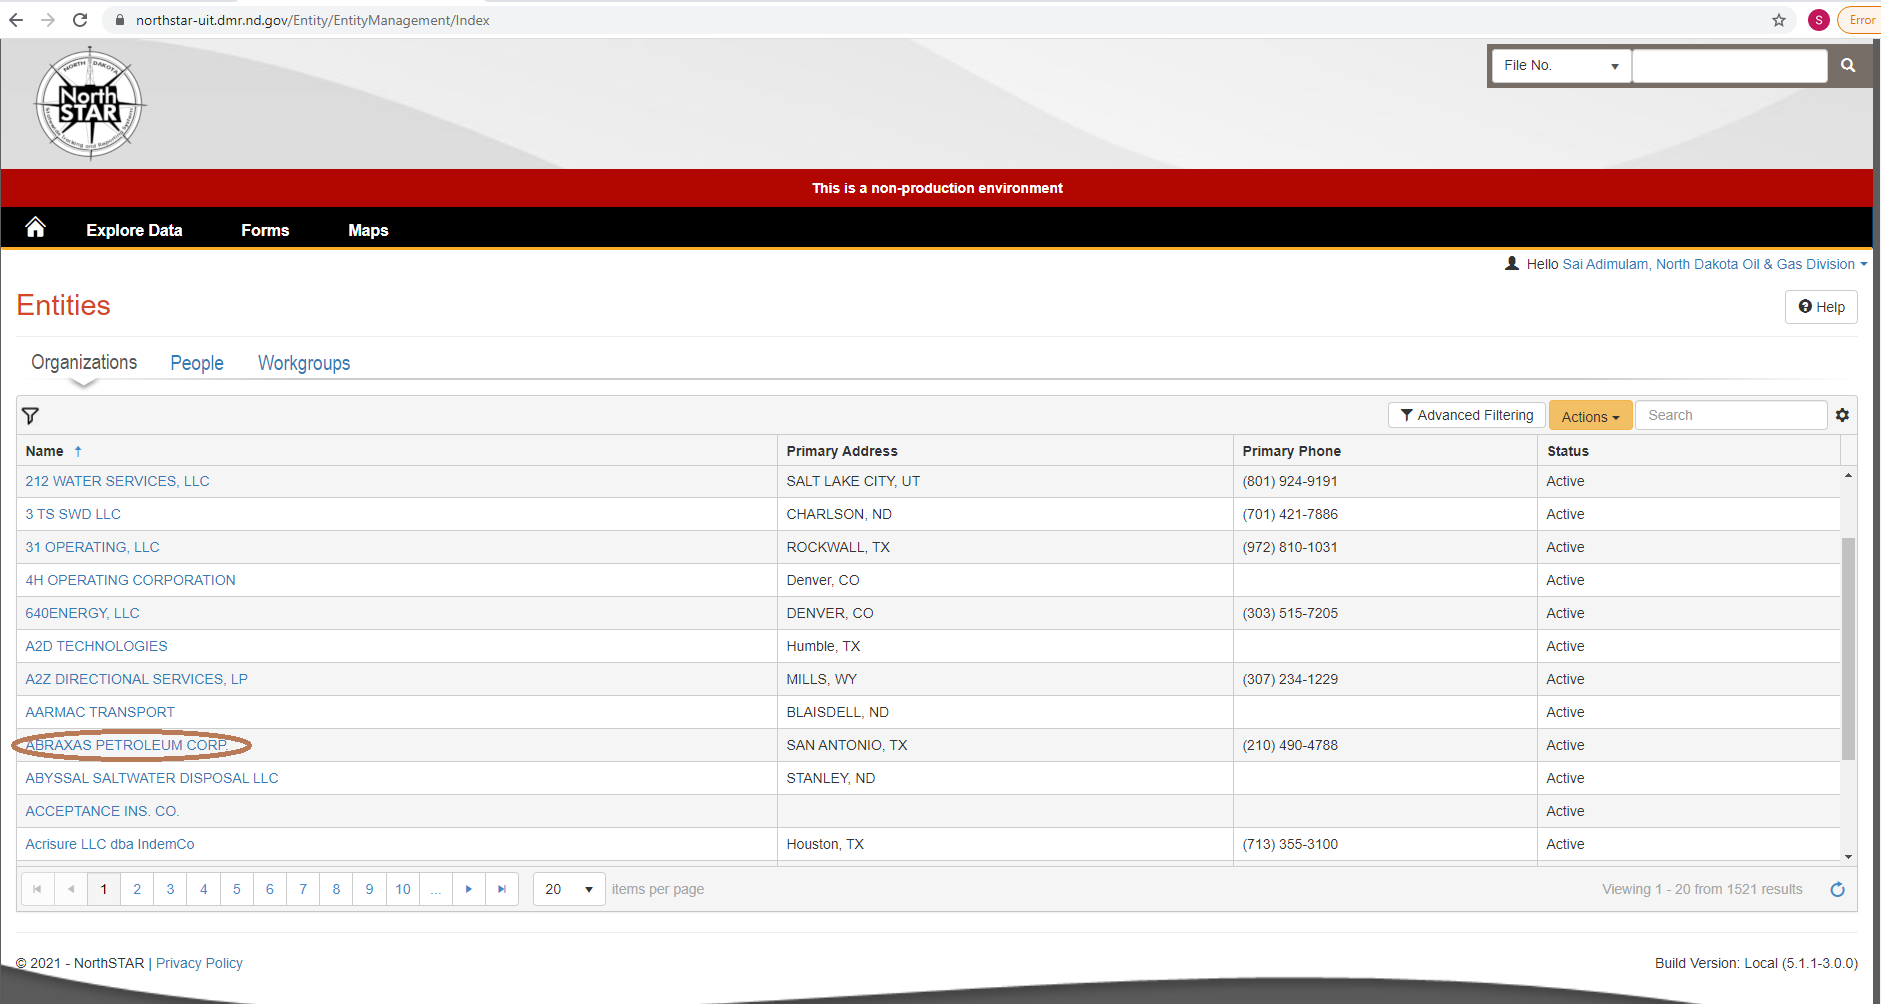 northstar-uit.dmr.nd.gov/Entity/EntityManagement/Index
S
Error
NORTH DAKOTA
North
STAR
File No.
This is a non-production environment
Explore Data Forms Maps
Hello Sai Adimulam, North Dakota Oil & Gas Division
Entities
Help
Organizations People Workgroups
Advanced Filtering Actions Search
Name ↑ Primary Address Primary Phone Status
212 WATER SERVICES, LLC SALT LAKE CITY, UT (801) 924-9191 Active
3 TS SWD LLC CHARLSON, ND (701) 421-7886 Active
31 OPERATING, LLC ROCKWALL, TX (972) 810-1031 Active
4H OPERATING CORPORATION Denver, CO Active
640ENERGY, LLC DENVER, CO (303) 515-7205 Active
A2D TECHNOLOGIES Humble, TX Active
A2Z DIRECTIONAL SERVICES, LP MILLS, WY (307) 234-1229 Active
AARMAC TRANSPORT BLAISDELL, ND Active
ABRAXAS PETROLEUM CORP. SAN ANTONIO, TX (210) 490-4788 Active
ABYSSAL SALTWATER DISPOSAL LLC STANLEY, ND Active
ACCEPTANCE INS. CO. Active
Acrisure LLC dba IndemCo Houston, TX (713) 355-3100 Active
1 2 3 4 5 6 7 8 9 10 ... 20 items per page Viewing 1 - 20 from 1521 results
© 2021 - NorthSTAR | Privacy Policy Build Version: Local (5.1.1-3.0.0)